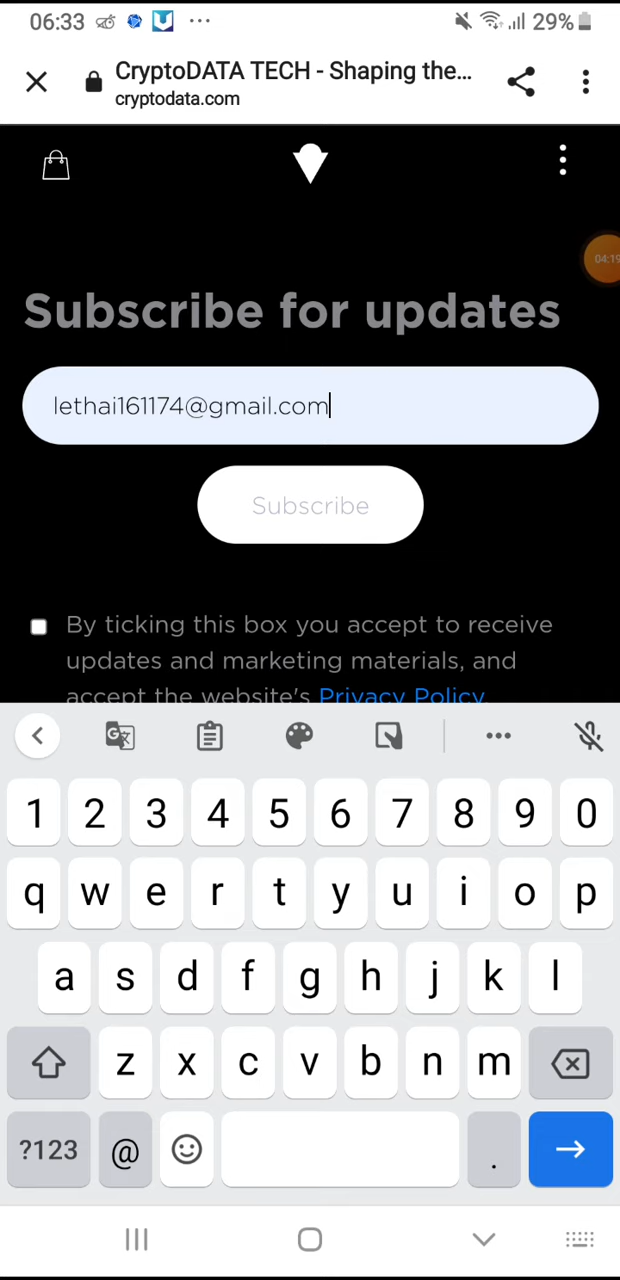 06:33 ... 29%
CryptoDATA TECH - Shaping the...
cryptodata.com
04:19
Subscribe for updates
lethai161174@gmail.com
Subscribe
By ticking this box you accept to receive
updates and marketing materials, and
accept the website's Privacy Policy.
1 2 3 4 5 6 7 8 9 0
q w e r t y u i o p
a s d f g h j k l
z x c v b n m
?123 @ .